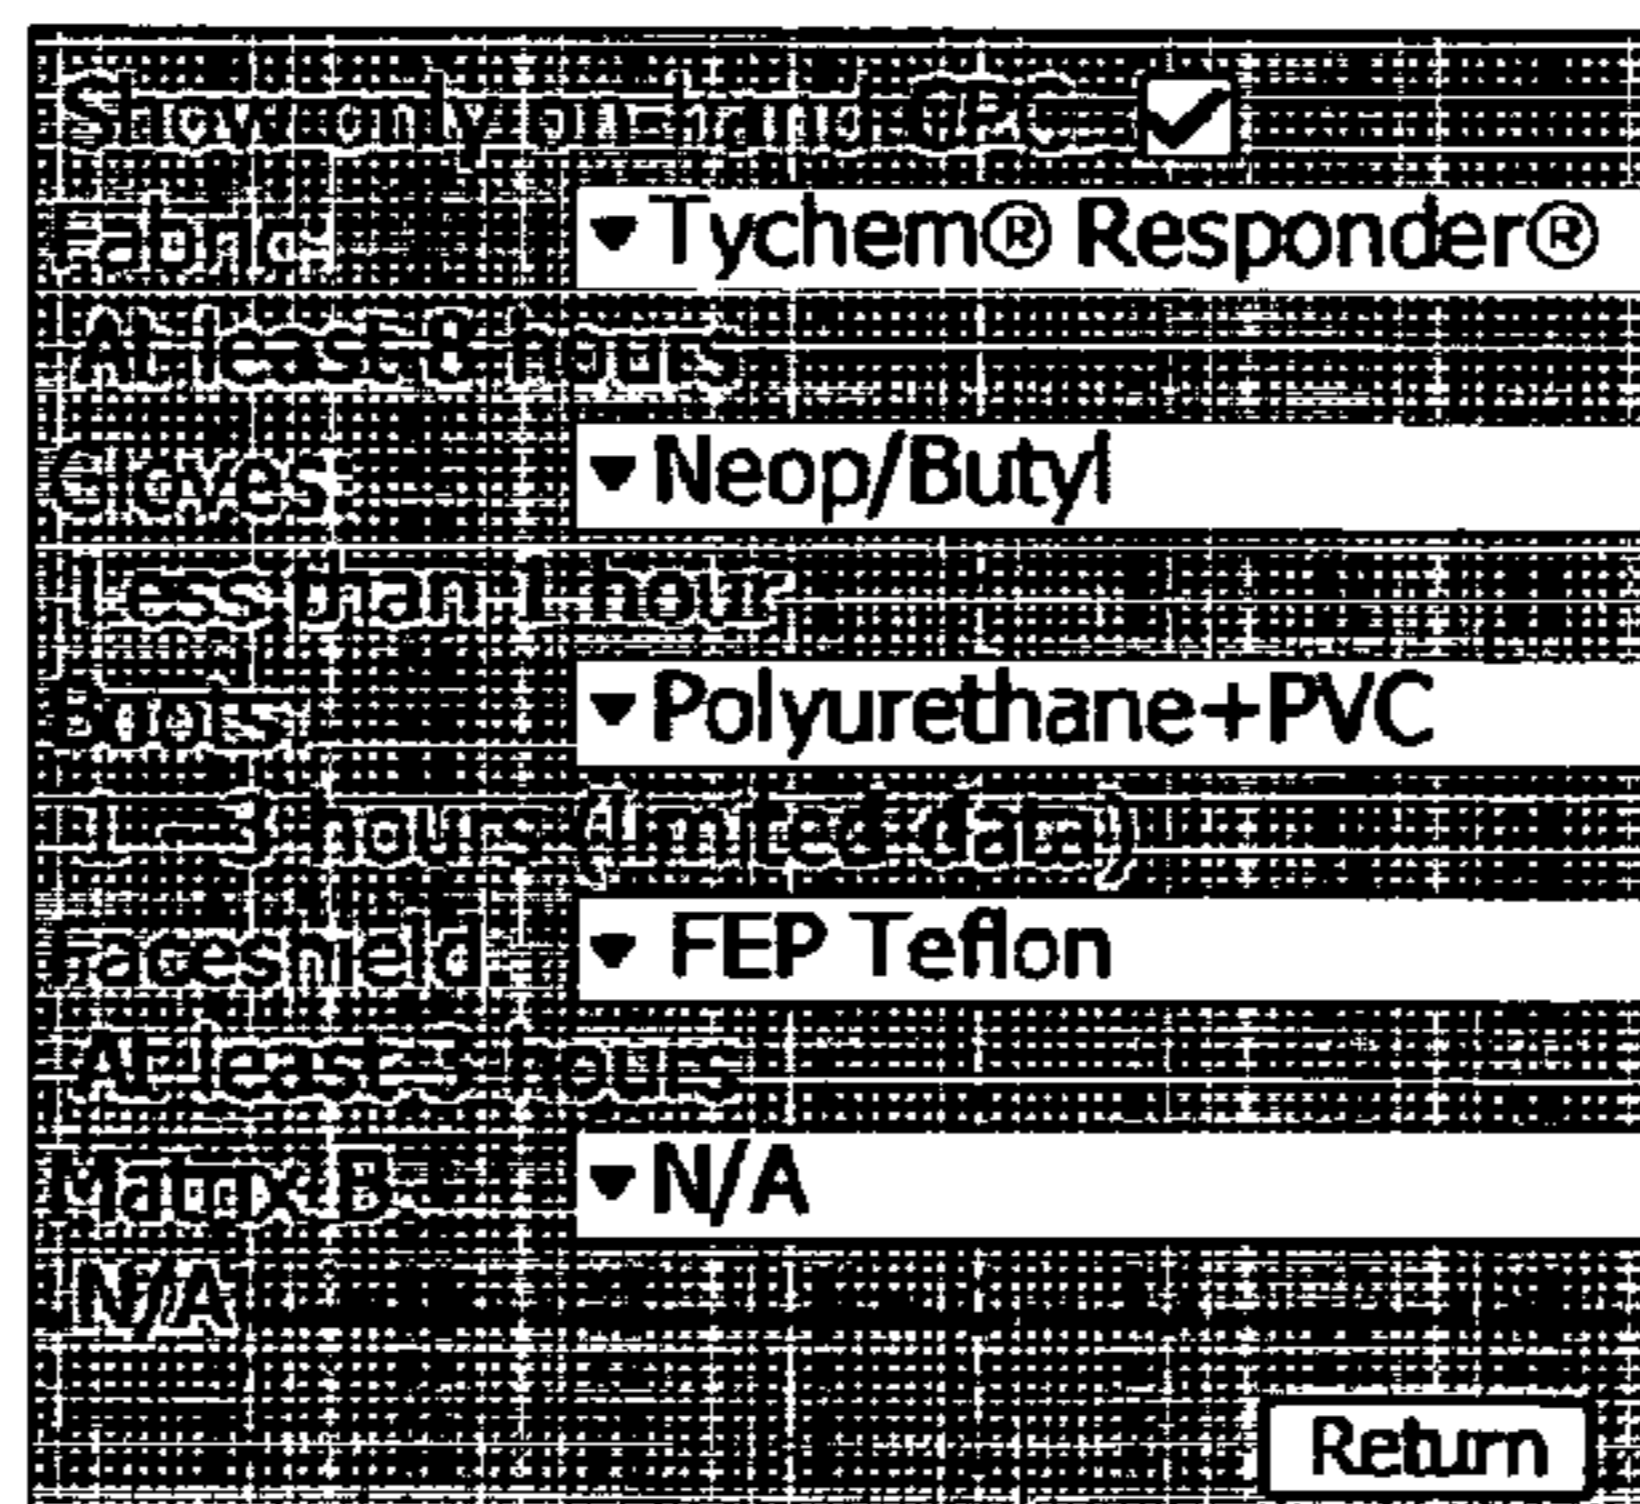 Show only on-hand CPC
Fabric: Tychem® Responder®
At least 8 hours
Gloves: Neop/Butyl
Less than 1 hour
Boots: Polyurethane+PVC
1 - 3 hours (limited data)
Faceshield: FEP Teflon
At least 3 hours
Matrix B: N/A
N/A
Return